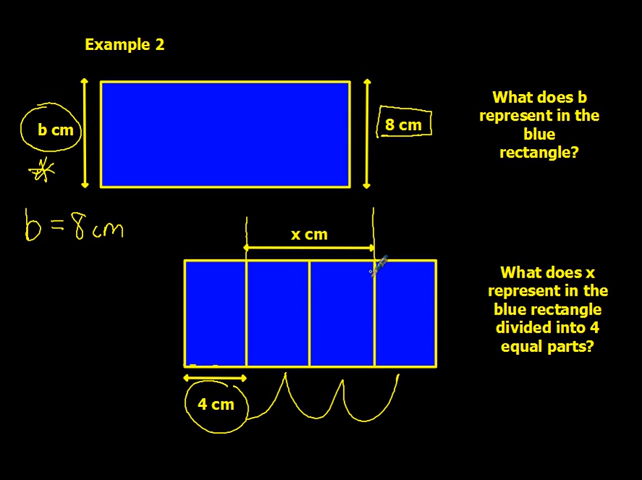 Example 2
b cm
8 cm
What does b
represent in the
blue
rectangle?
b = 8 cm
x cm
What does x
represent in the
blue rectangle
divided into 4
equal parts?
4 cm